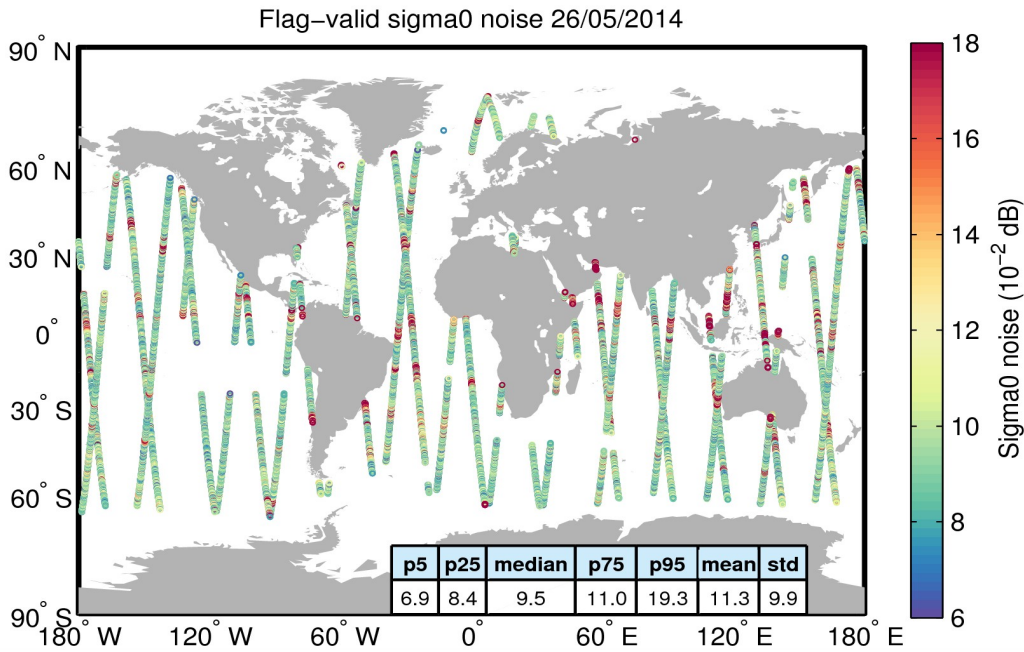 Flag−valid sigma0 noise 26/05/2014
90° N
60° N
30° N
0°
30° S
60° S
90° S
180° W
120° W
60° W
0°
60° E
120° E
180° E
p5 p25 median p75 p95 mean std
6.9 8.4 9.5 11.0 19.3 11.3 9.9
18
16
14
12
10
8
6
Sigma0 noise (10⁻² dB)